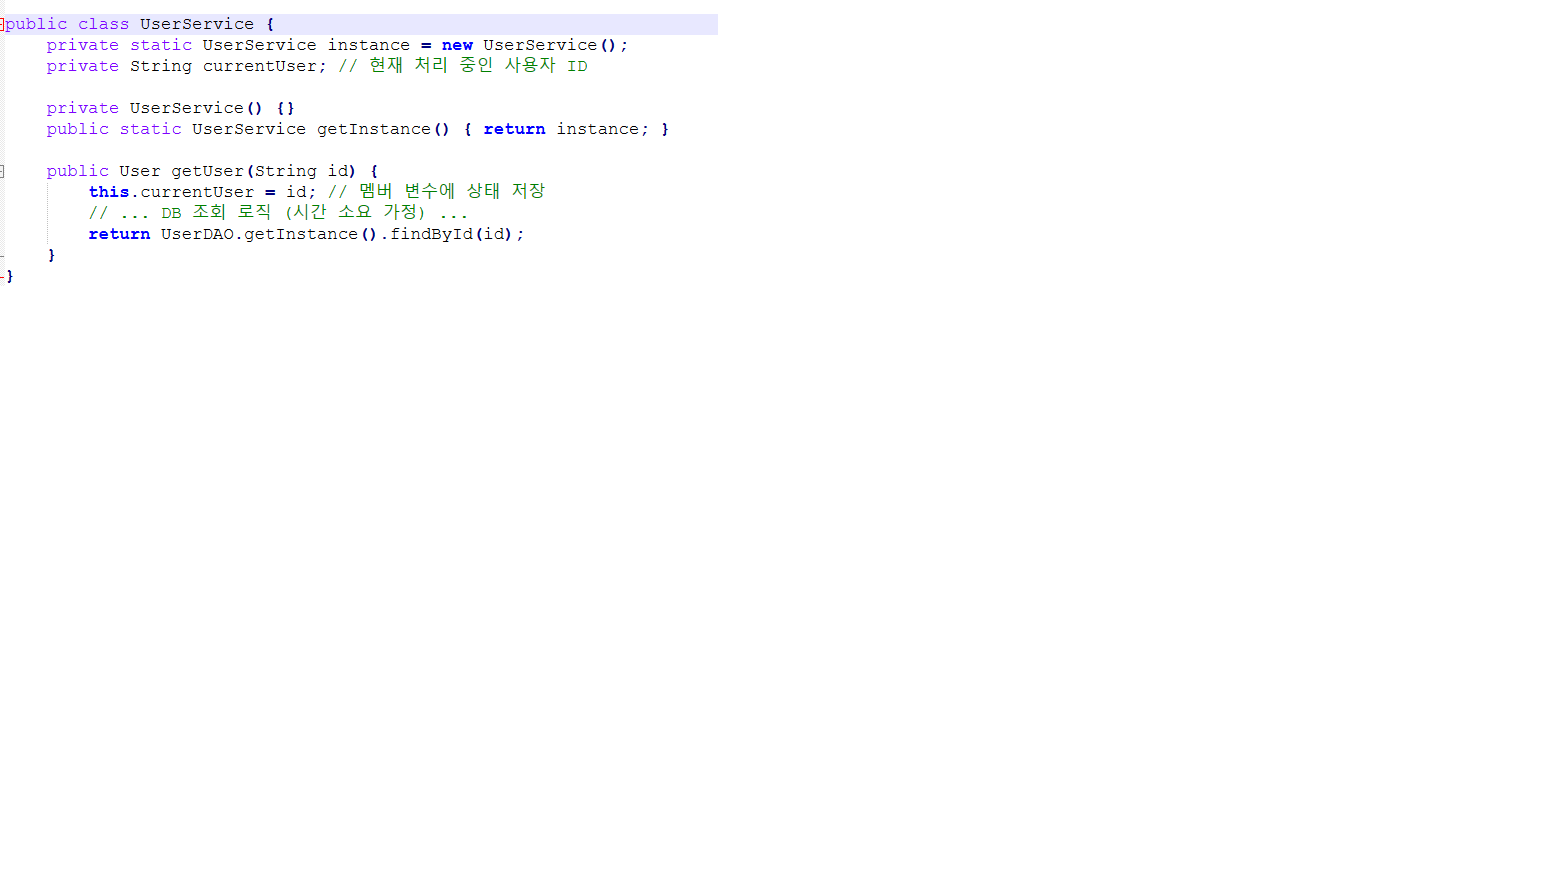 public class UserService {
    private static UserService instance = new UserService();
    private String currentUser; // 현재 처리 중인 사용자 ID
    private UserService() {}
    public static UserService getInstance() { return instance; }
    public User getUser(String id) {
        this.currentUser = id; // 멤버 변수에 상태 저장
        // ... DB 조회 로직 (시간 소요 가정) ...
        return UserDAO.getInstance().findById(id);
    }
}